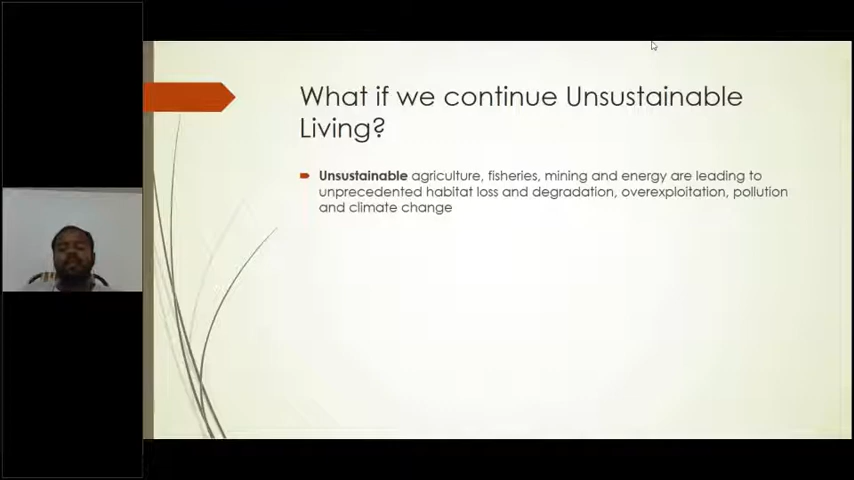 What if we continue Unsustainable
Living?
Unsustainable agriculture, fisheries, mining and energy are leading to
unprecedented habitat loss and degradation, overexploitation, pollution
and climate change